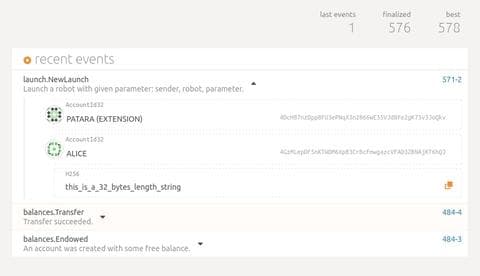 last events
finalized
best
1
576
578
recent events
launch.NewLaunch
571-2
Launch a robot with given parameter: sender, robot, parameter.
AccountId32
PATARA (EXTENSION)
AccountId32
ALICE
H256
this_is_a_32_bytes_length_string
balances.Transfer
484-4
Transfer succeeded.
balances.Endowed
484-3
An account was created with some free balance.